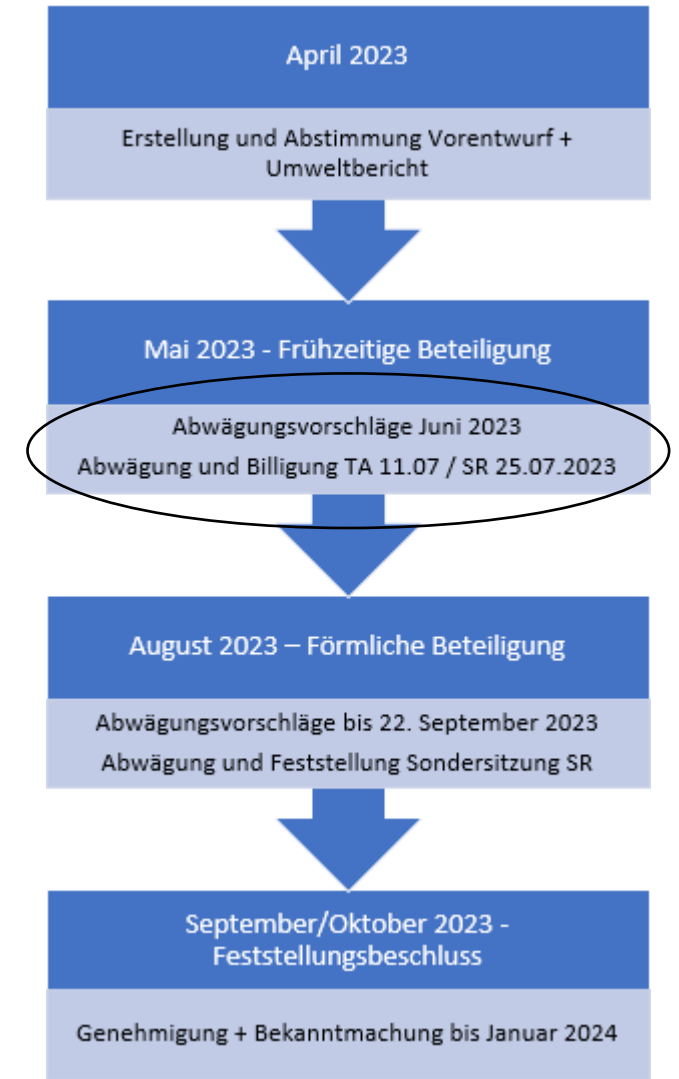 April 2023
Erstellung und Abstimmung Vorentwurf +
Umweltbericht
Mai 2023 - Frühzeitige Beteiligung
Abwägungsvorschläge Juni 2023
Abwägung und Billigung TA 11.07 / SR 25.07.2023
August 2023 – Förmliche Beteiligung
Abwägungsvorschläge bis 22. September 2023
Abwägung und Feststellung Sondersitzung SR
September/Oktober 2023 -
Feststellungsbeschluss
Genehmigung + Bekanntmachung bis Januar 2024